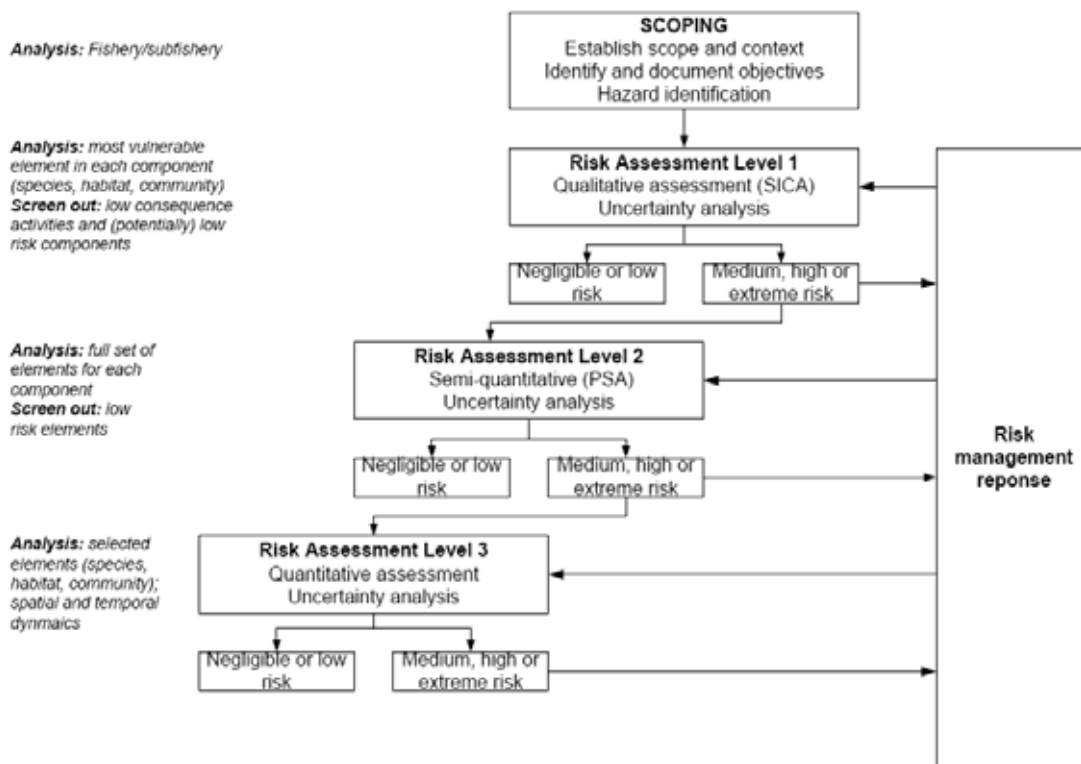 SCOPING
Establish scope and context
Identify and document objectives
Hazard identification
Analysis: Fishery/subfishery
Analysis: most vulnerable
element in each component
(species, habitat, community)
Screen out: low consequence
activities and (potentially) low
risk components
Risk Assessment Level 1
Qualitative assessment (SICA)
Uncertainty analysis
Negligible or low
risk
Medium, high or
extreme risk
Analysis: full set of
elements for each
component
Screen out: low
risk elements
Risk Assessment Level 2
Semi-quantitative (PSA)
Uncertainty analysis
Negligible or low
risk
Medium, high or
extreme risk
Analysis: selected
elements (species,
habitat, community);
spatial and temporal
dynmaics
Risk Assessment Level 3
Quantitative assessment
Uncertainty analysis
Negligible or low
risk
Medium, high or
extreme risk
Risk
management
reponse